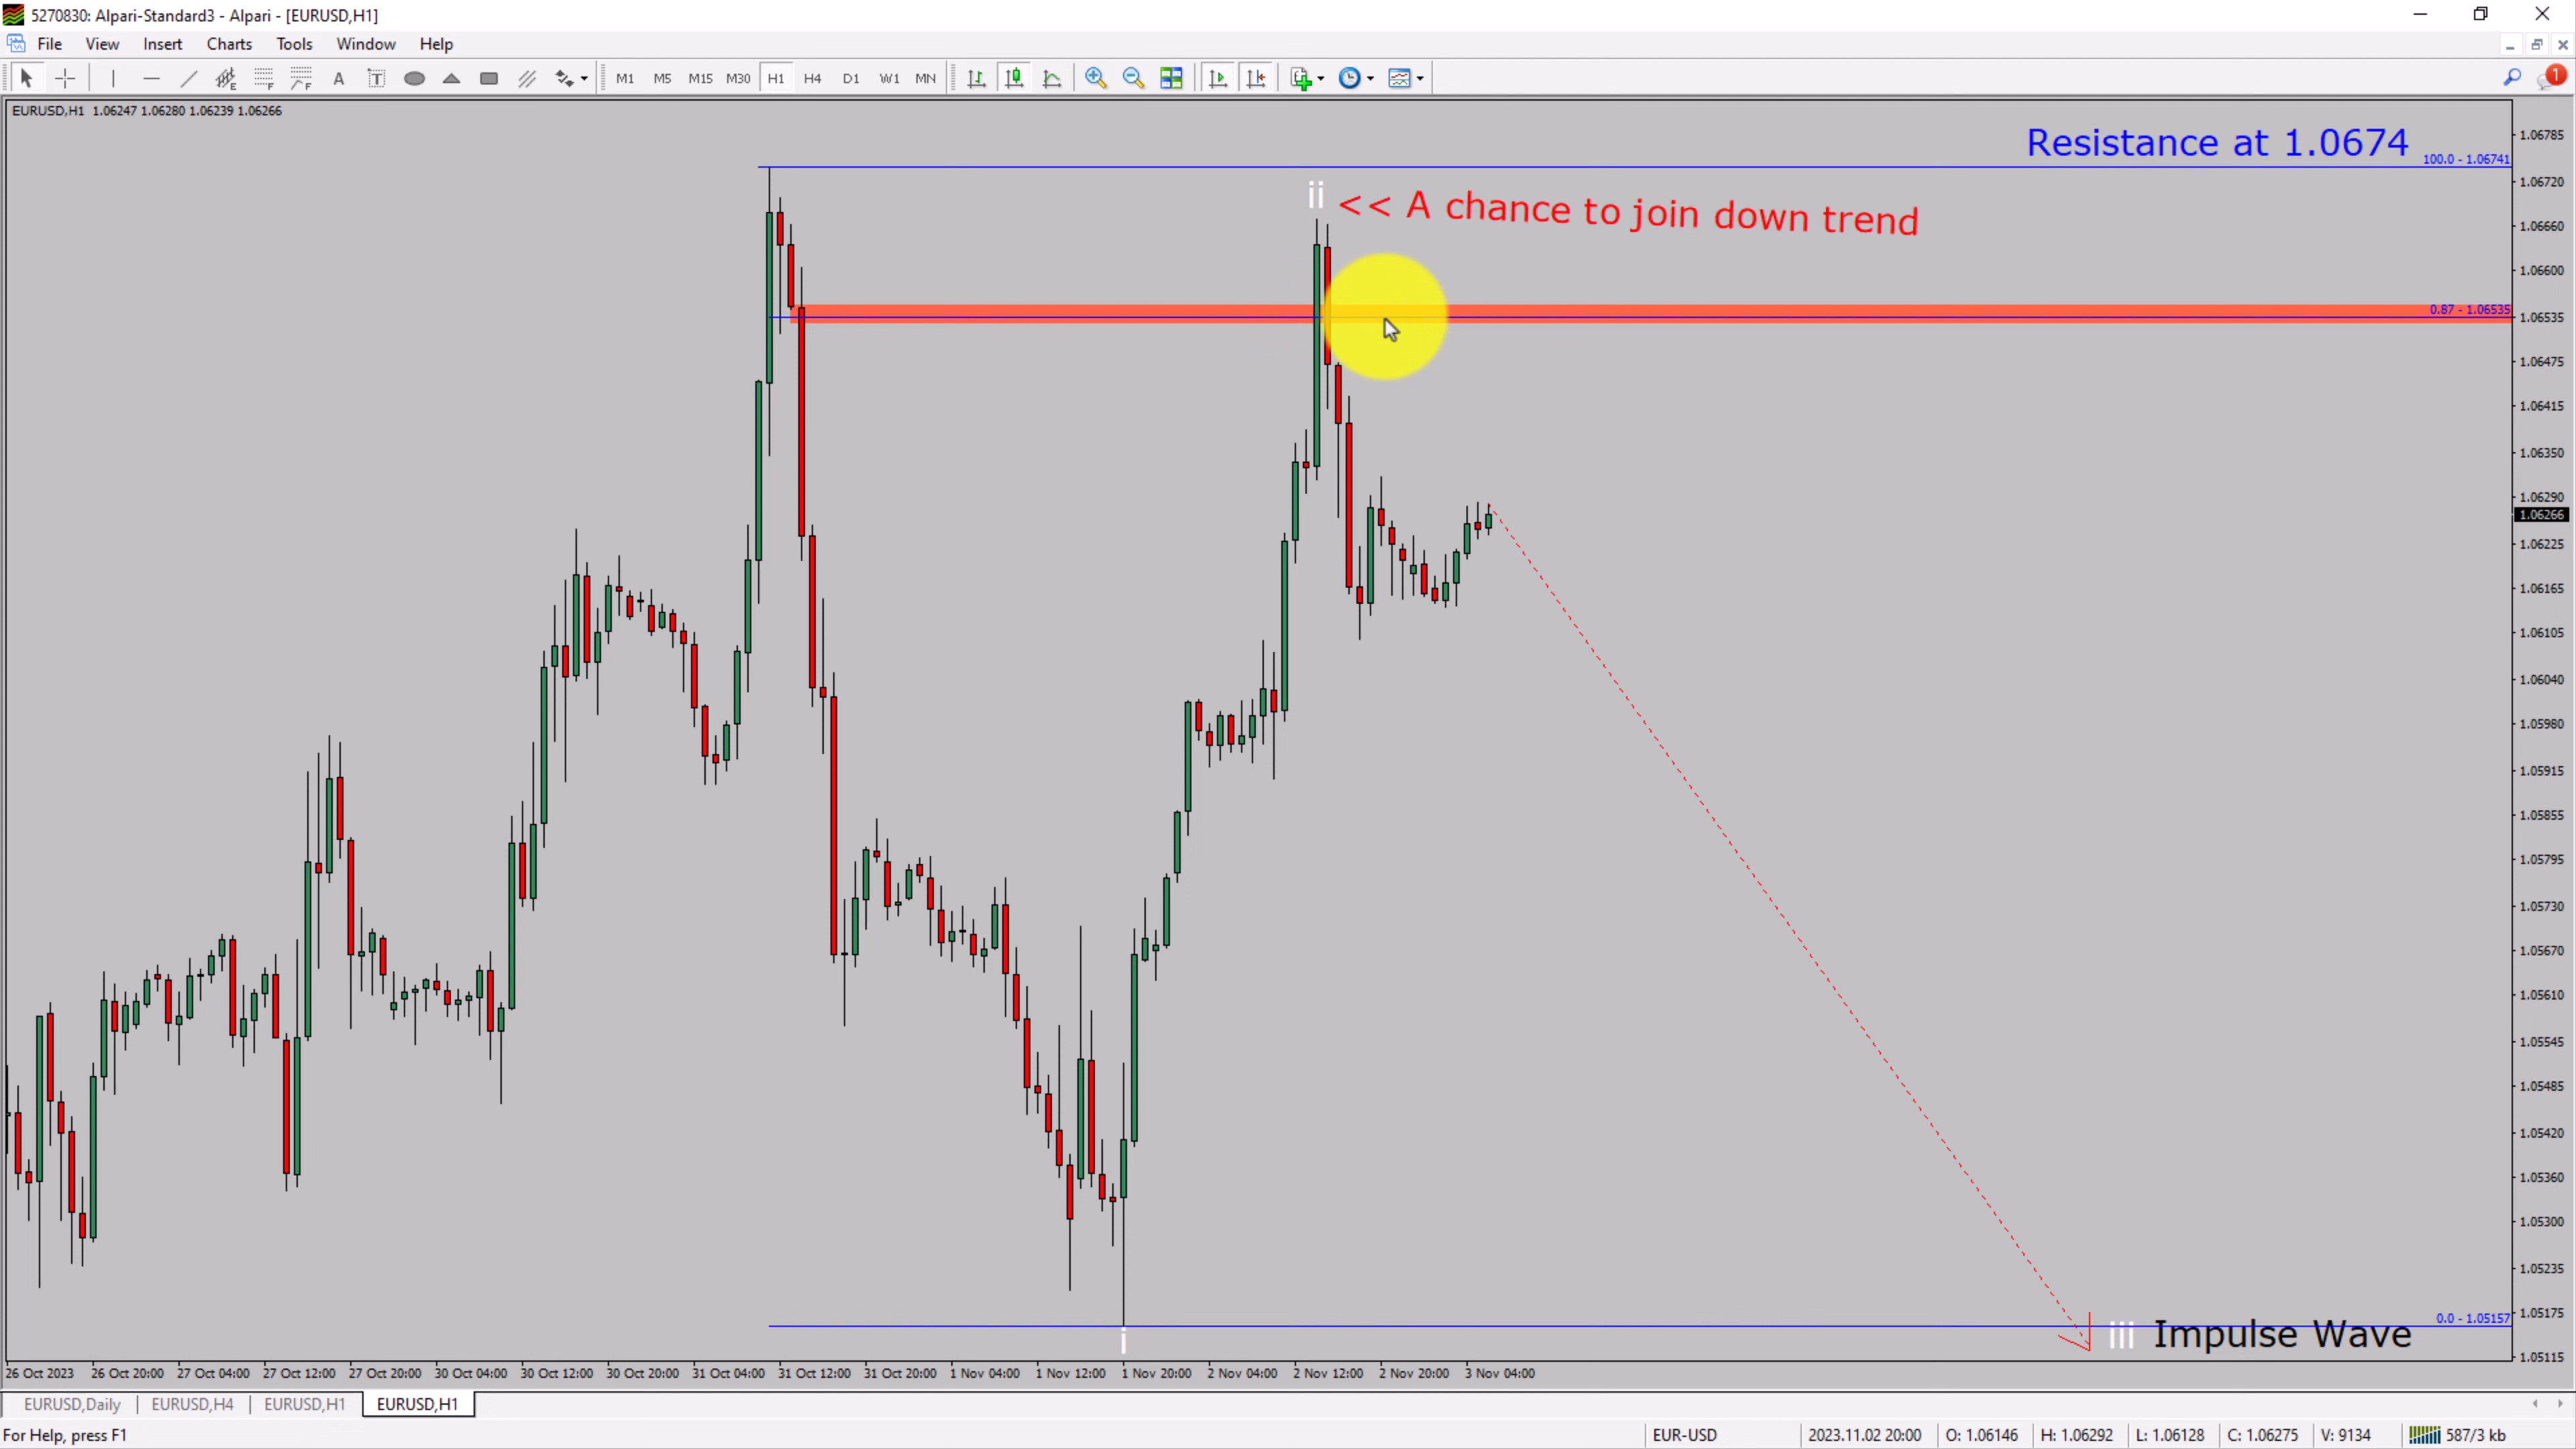 5270830: Alpari-Standard3 - Alpari - [EURUSD,H1]
File View Insert Charts Tools Window Help
A T M1 M5 M15 M30 H1 H4 D1 W1 MN 1
EURUSD,H1 1.06247 1.06280 1.06239 1.06266
1.06785
Resistance at 1.0674
100.0 - 1.06741
1.06720
ii << A chance to join down trend
1.06660
1.06600
0.87 - 1.06535
1.06535
1.06475
1.06415
1.06350
1.06290
1.06266
1.06225
1.06165
1.06105
1.06040
1.05980
1.05915
1.05855
1.05795
1.05730
1.05670
1.05610
1.05545
1.05485
1.05420
1.05360
1.05300
1.05235
1.05175
0.0 - 1.05157
i iii Impulse Wave
1.05115
26 Oct 2023 26 Oct 20:00 27 Oct 04:00 27 Oct 12:00 27 Oct 20:00 30 Oct 04:00 30 Oct 12:00 30 Oct 20:00 31 Oct 04:00 31 Oct 12:00 31 Oct 20:00 1 Nov 04:00 1 Nov 12:00 1 Nov 20:00 2 Nov 04:00 2 Nov 12:00 2 Nov 20:00 3 Nov 04:00
EURUSD,Daily EURUSD,H4 EURUSD,H1 EURUSD,H1
For Help, press F1 EUR-USD 2023.11.02 20:00 O: 1.06146 H: 1.06292 L: 1.06128 C: 1.06275 V: 9134 587/3 kb